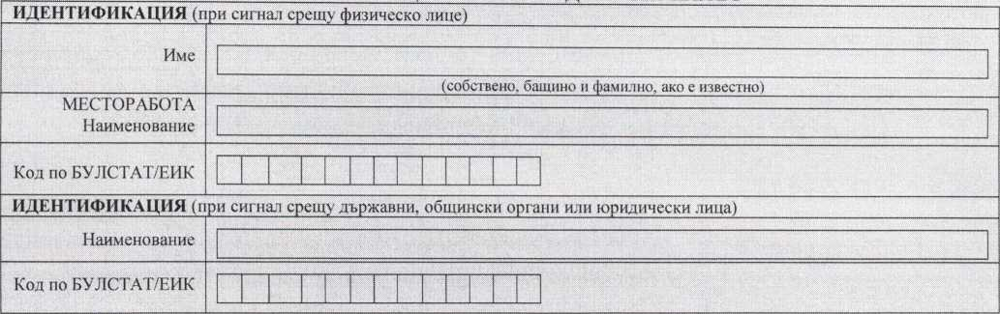 ИДЕНТИФИКАЦИЯ (при сигнал срещу физическо лице)
Име
(собствено, бащино и фамилно, ако е известно)
МЕСТОРАБОТА
Наименование
Код по БУЛСТАТ/ЕИК
ИДЕНТИФИКАЦИЯ (при сигнал срещу държавни, общински органи или юридически лица)
Наименование
Код по БУЛСТАТ/ЕИК